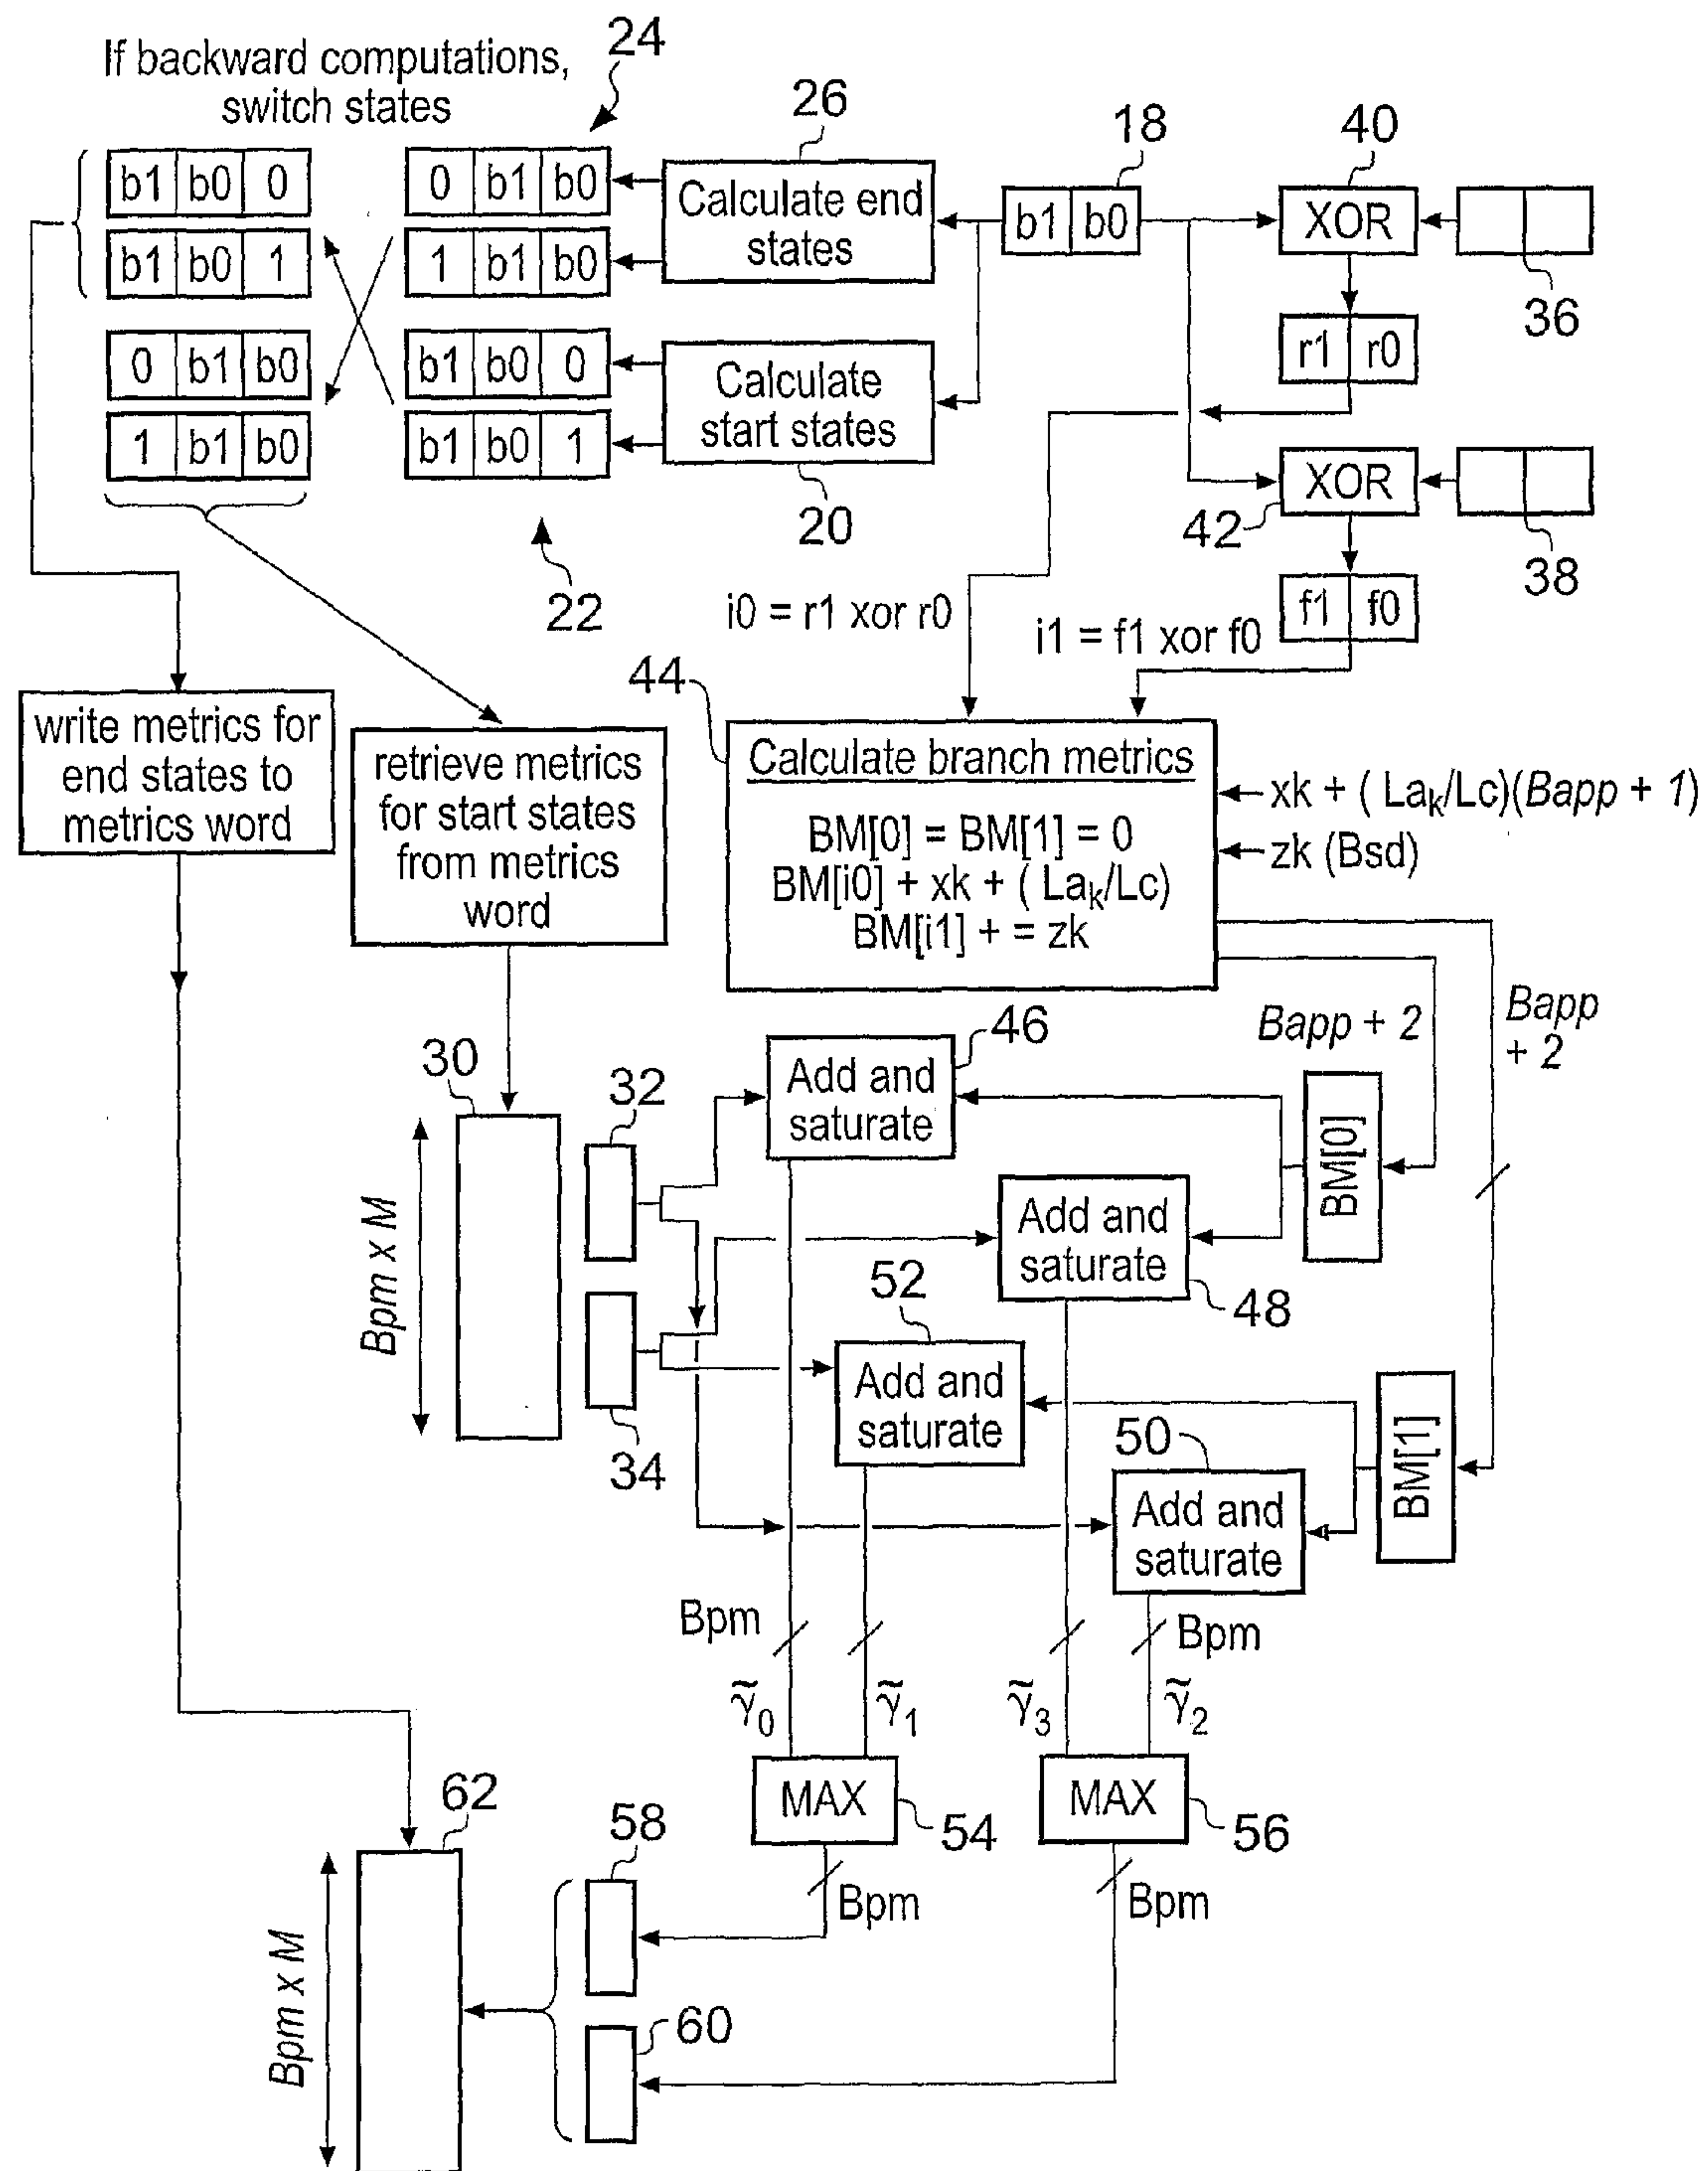 If backward computations,
switch states
24
26
18
40
b1 b0 0
b1 b0 1
0 b1 b0
1 b1 b0
0 b1 b0
1 b1 b0
b1 b0 0
b1 b0 1
Calculate end
states
Calculate
start states
20
22
b1 b0
XOR
36
r1 r0
XOR
42
38
f1 f0
i0 = r1 xor r0
i1 = f1 xor f0
44
write metrics for
end states to
metrics word
retrieve metrics
for start states
from metrics
word
Calculate branch metrics
BM[0] = BM[1] = 0
BM[i0] + xk + ( Lak/Lc)
BM[i1] + = zk
xk + ( Lak/Lc)(Bapp + 1)
zk (Bsd)
Bapp + 2
Bapp
+ 2
30
32
34
Bpm x M
46
Add and
saturate
Add and
saturate
48
52
Add and
saturate
50
Add and
saturate
BM[0]
BM[1]
Bpm
Bpm
γ̃0
γ̃1
γ̃3
γ̃2
MAX
54
MAX
56
Bpm
Bpm
62
58
60
Bpm x M